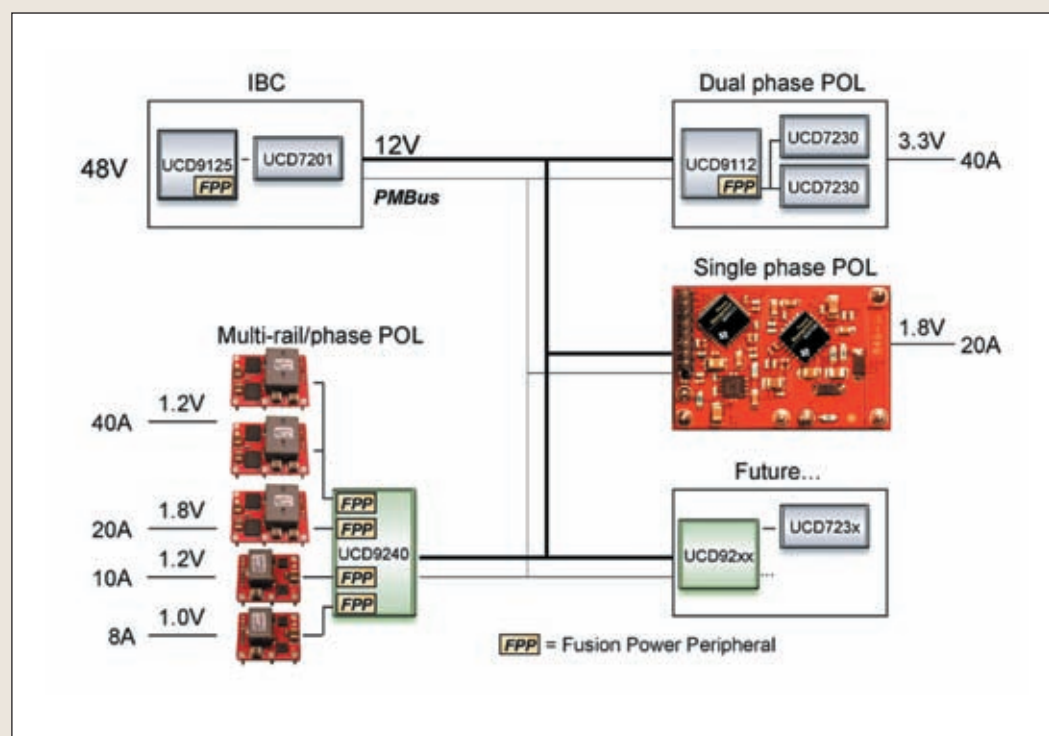 IBC
48V
UCD9125
FPP
UCD7201
12V
PMBus
Dual phase POL
UCD9112
FPP
UCD7230
UCD7230
3.3V
40A
Single phase POL
1.8V
20A
Multi-rail/phase POL
40A
1.2V
20A
1.8V
10A
1.2V
8A
1.0V
FPP
FPP
UCD9240
FPP
FPP
Future...
UCD92xx
...
UCD723x
FPP = Fusion Power Peripheral